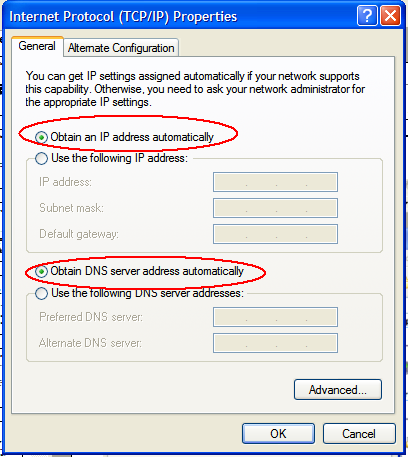 Internet Protocol (TCP/IP) Properties
General
Alternate Configuration
You can get IP settings assigned automatically if your network supports
this capability. Otherwise, you need to ask your network administrator for
the appropriate IP settings.
Obtain an IP address automatically
Use the following IP address:
IP address:
Subnet mask:
Default gateway:
Obtain DNS server address automatically
Use the following DNS server addresses:
Preferred DNS server:
Alternate DNS server:
Advanced...
OK
Cancel